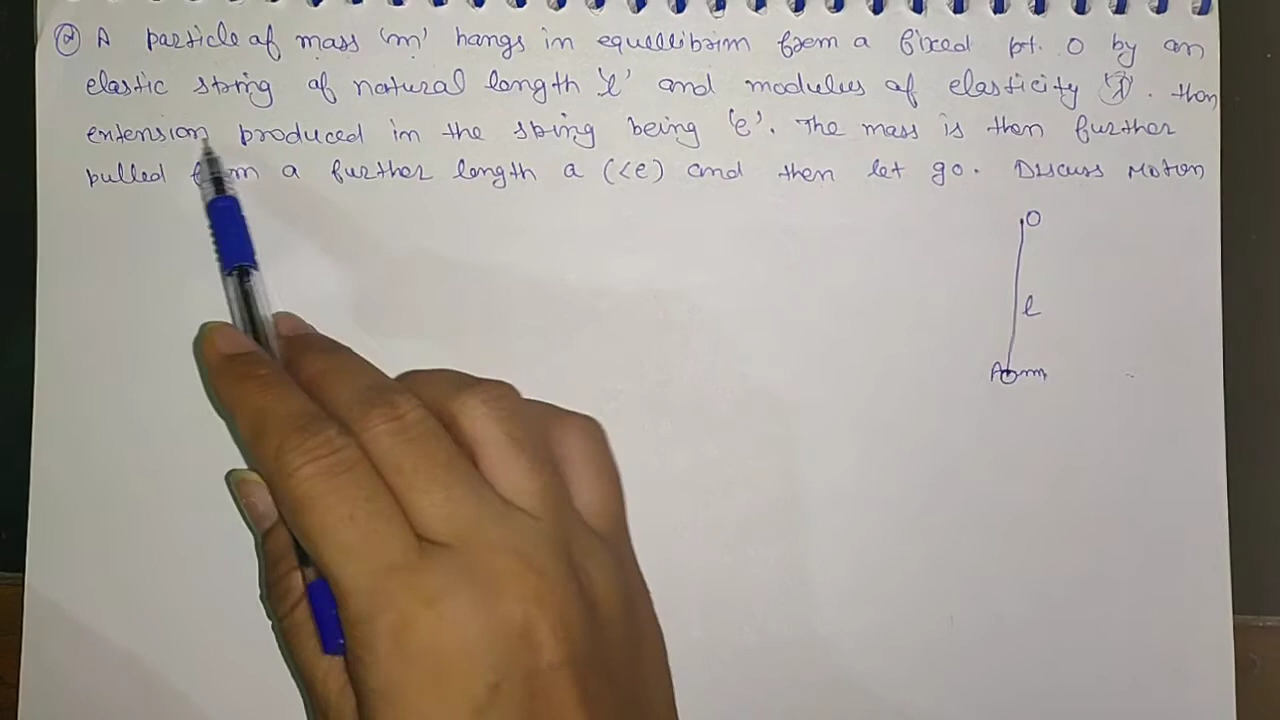 ② A particle of mass 'm' hangs in equellibrim from a fixed pt. O by an
elastic string of natural length 'l' and modulus of elasticity 'λ'. then
extension produced in the string being 'e'. The mass is then further
pulled a further length a (<e) and then let go. Discuss Motion
O
l
A m